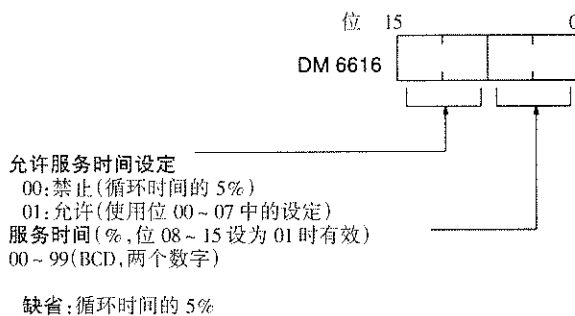 位 15 0
DM 6616
允许服务时间设定
00:禁止(循环时间的 5%)
01:允许(使用位 00~07 中的设定)
服务时间(%,位 08~15 设为 01 时有效)
00~99(BCD,两个数字)
缺省:循环时间的 5%